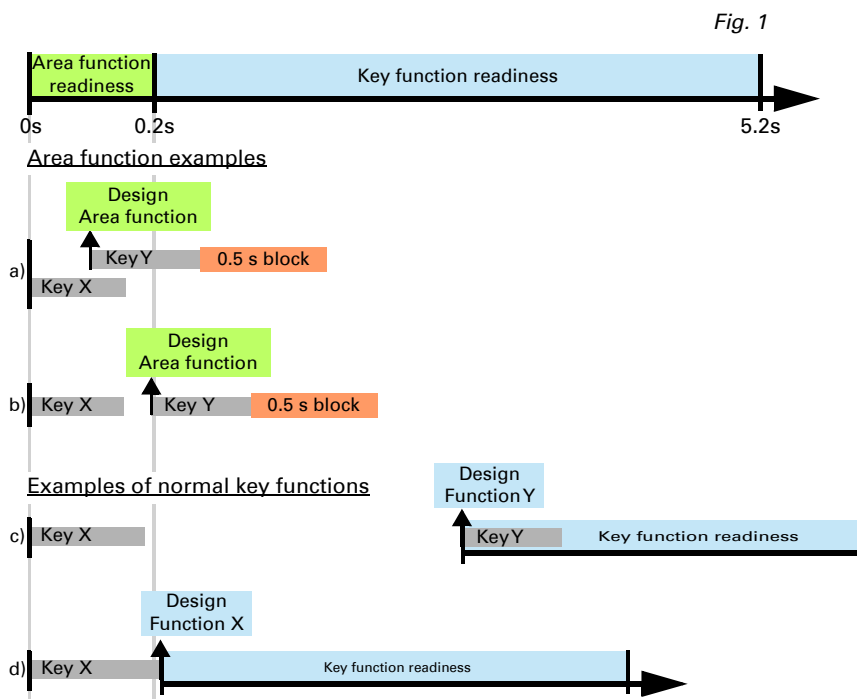 Fig. 1
Area function
readiness
Key function readiness
0s
0.2s
5.2s
Area function examples
Design
Area function
Key Y
0.5 s block
a)
Key X
Design
Area function
b)
Key X
Key Y
0.5 s block
Examples of normal key functions
Design
Function Y
c)
Key X
Key Y
Key function readiness
Design
Function X
d)
Key X
Key function readiness